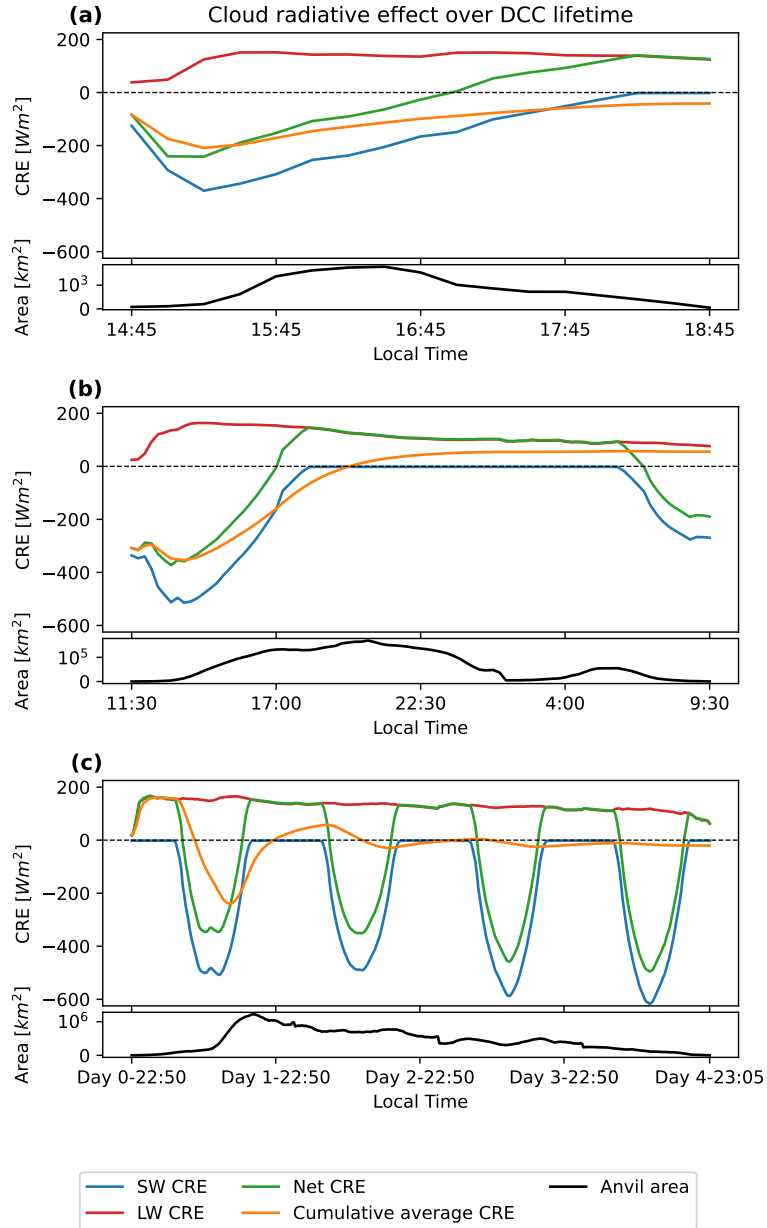 (a)
Cloud radiative effect over DCC lifetime
CRE [Wm²]
200
0
−200
−400
−600
Area [km²]
10³
0
14:45 15:45 16:45 17:45 18:45
Local Time
(b)
CRE [Wm²]
200
0
−200
−400
−600
Area [km²]
10⁵
0
11:30 17:00 22:30 4:00 9:30
Local Time
(c)
CRE [Wm²]
200
0
−200
−400
−600
Area [km²]
10⁶
0
Day 0-22:50 Day 1-22:50 Day 2-22:50 Day 3-22:50 Day 4-23:05
Local Time
SW CRE Net CRE Anvil area
LW CRE Cumulative average CRE